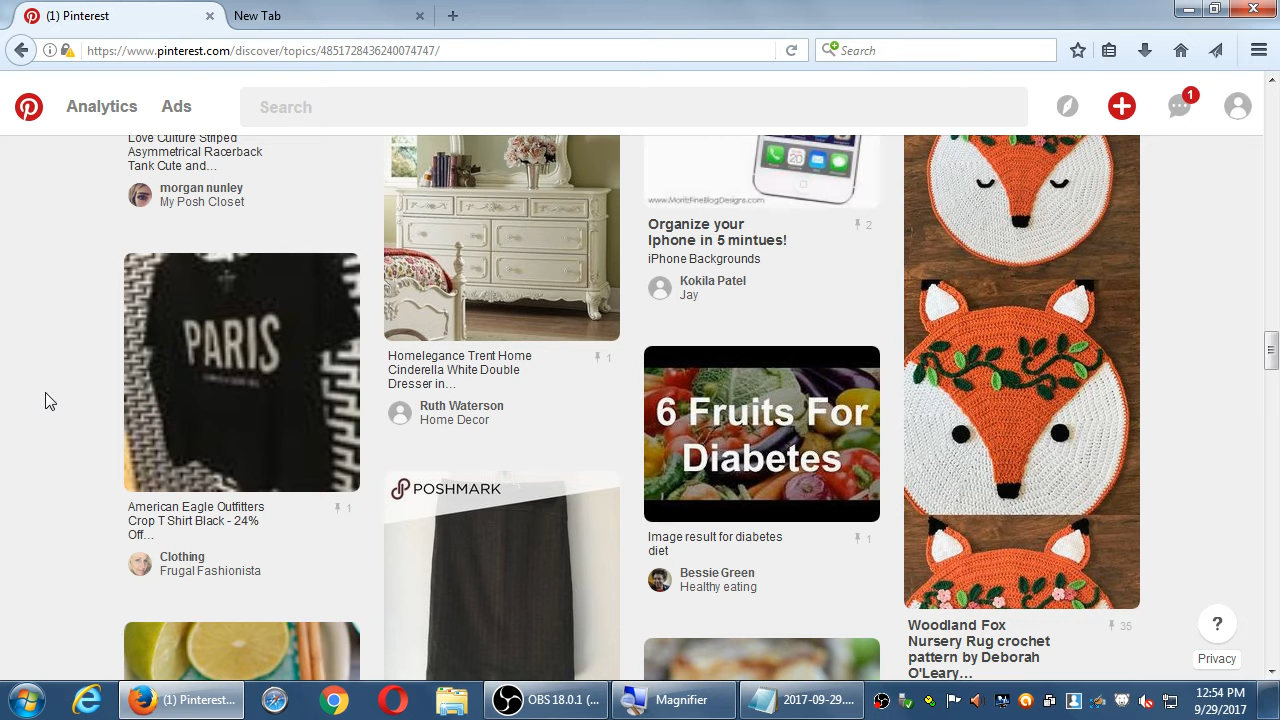 (1) Pinterest
New Tab
https://www.pinterest.com/discover/topics/4851728436240074747/
Search
Analytics
Ads
Search
1
Love Culture Striped
Asymmetrical Racerback
Tank Cute and...
morgan nunley
My Posh Closet
PARIS
American Eagle Outfitters
Crop T Shirt Black - 24%
Off...
1
Clothing
Frugal Fashionista
Homelegance Trent Home
Cinderella White Double
Dresser in...
1
Ruth Waterson
Home Decor
POSHMARK
20
www.MontzFineBlogDesigns.com
Organize your
Iphone in 5 mintues!
2
iPhone Backgrounds
Kokila Patel
Jay
6 Fruits For
Diabetes
Image result for diabetes
diet
1
Bessie Green
Healthy eating
Woodland Fox
Nursery Rug crochet
pattern by Deborah
O'Leary...
35
?
Privacy
(1) Pinterest...
OBS 18.0.1 (...
Magnifier
2017-09-29....
12:54 PM
9/29/2017